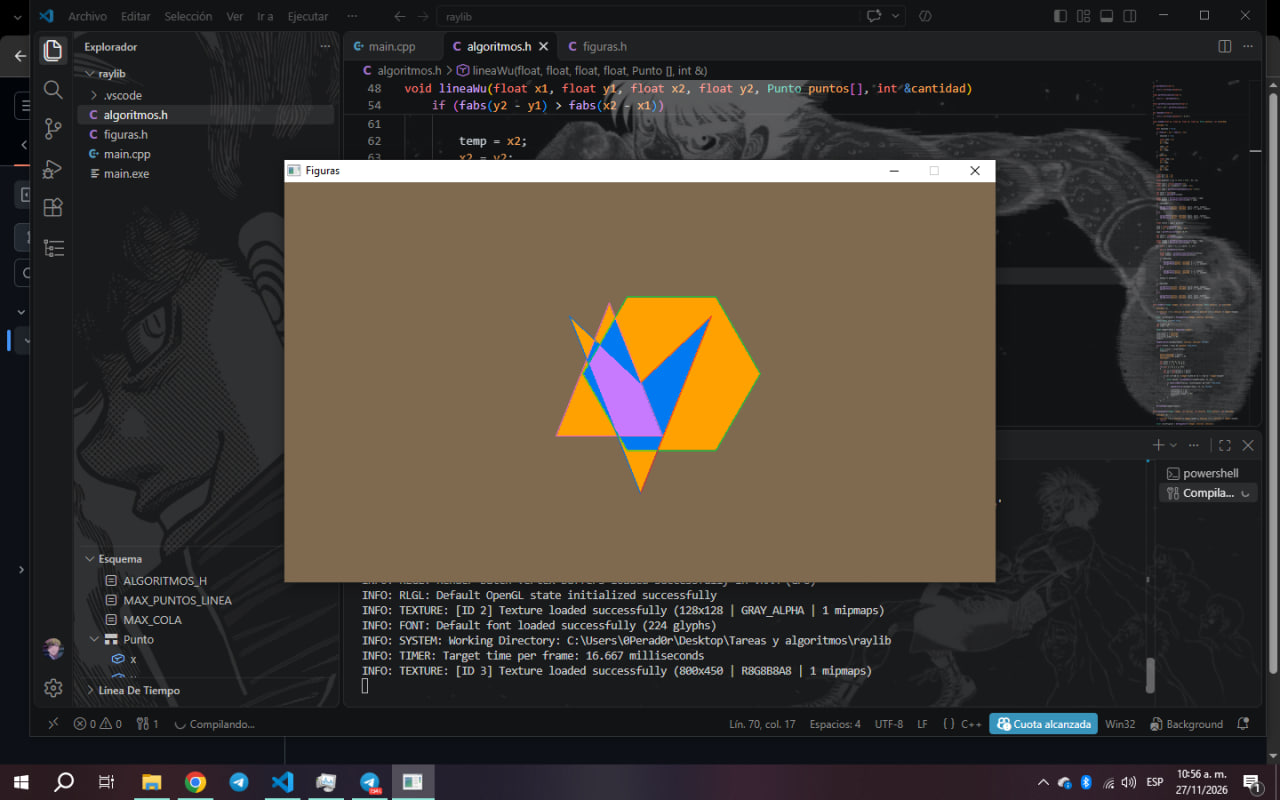 Archivo Editar Selección Ver Ir a Ejecutar ··· raylib
Explorador
raylib
.vscode
algoritmos.h
figuras.h
main.cpp
main.exe
Esquema
ALGORITMOS_H
MAX_PUNTOS_LINEA
MAX_COLA
Punto
x
Línea De Tiempo
main.cpp algoritmos.h figuras.h
algoritmos.h > lineaWu(float, float, float, float, Punto [], int &)
48 void lineaWu(float x1, float y1, float x2, float y2, Punto puntos[], int &cantidad)
54 if (fabs(y2 - y1) > fabs(x2 - x1))
61
62 temp = x2;
63 x2 = y2;
Figuras
powershell
Compila...
INFO: RLGL: Default OpenGL state initialized successfully
INFO: TEXTURE: [ID 2] Texture loaded successfully (128x128 | GRAY_ALPHA | 1 mipmaps)
INFO: FONT: Default font loaded successfully (224 glyphs)
INFO: SYSTEM: Working Directory: C:\Users\0Perad0r\Desktop\Tareas y algoritmos\raylib
INFO: TIMER: Target time per frame: 16.667 milliseconds
INFO: TEXTURE: [ID 3] Texture loaded successfully (800x450 | R8G8B8A8 | 1 mipmaps)
0 0 1 Compilando... Lín. 70, col. 17 Espacios: 4 UTF-8 LF { } C++ Cuota alcanzada Win32 Background
ESP 10:56 a. m. 1
27/11/2026